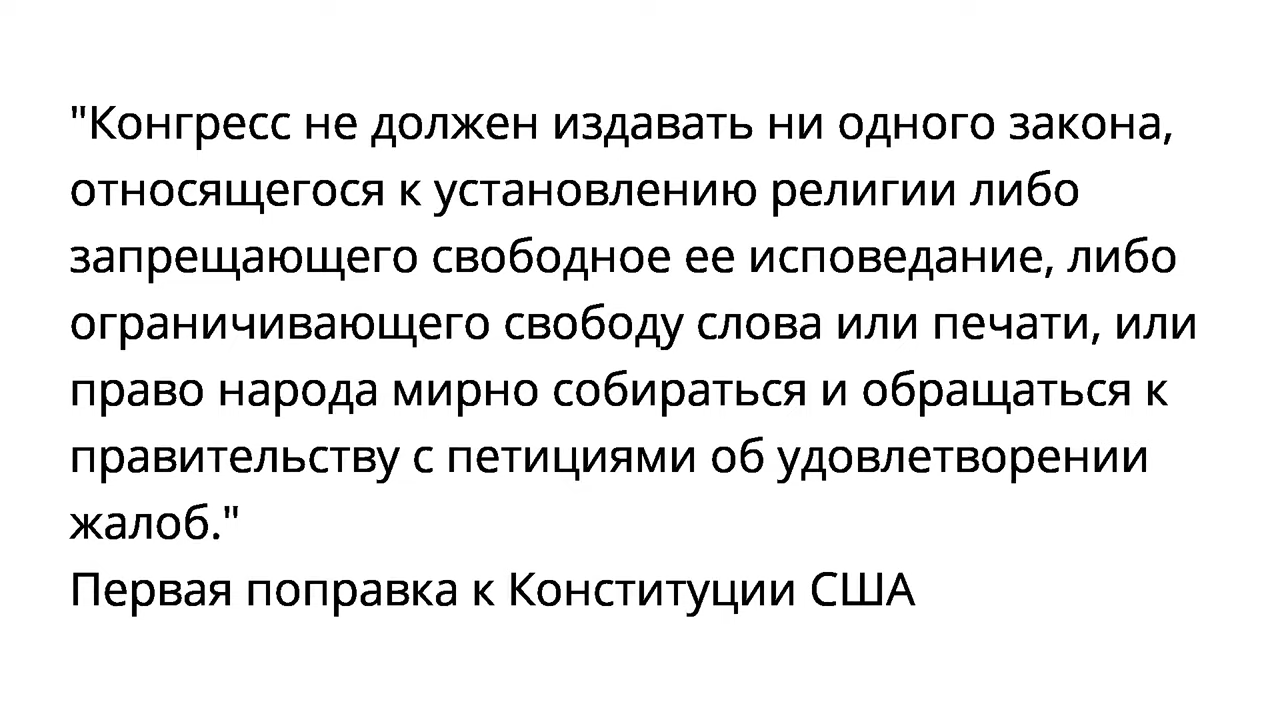 "Конгресс не должен издавать ни одного закона,
относящегося к установлению религии либо
запрещающего свободное ее исповедание, либо
ограничивающего свободу слова или печати, или
право народа мирно собираться и обращаться к
правительству с петициями об удовлетворении
жалоб."
Первая поправка к Конституции США